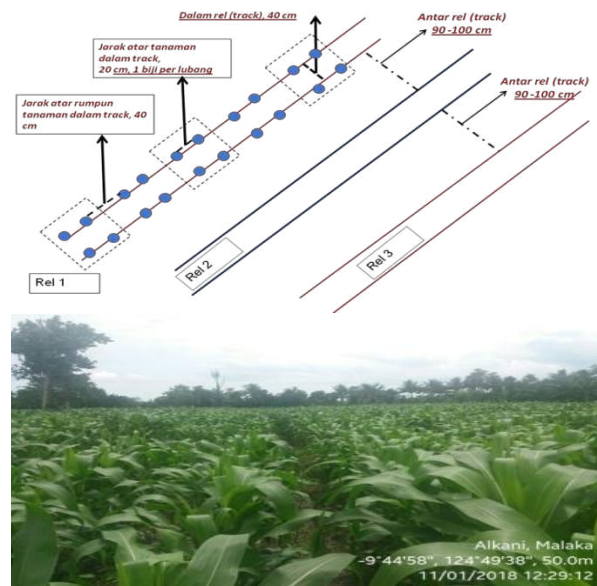 Dalam rel (track), 40 cm
Antar rel (track)
90 -100 cm
Jarak atar tanaman
dalam track,
20 cm, 1 biji per lubang
Antar rel (track)
90-100 cm
Jarak atar rumpun
tanaman dalam track, 40
cm
Rel 1
Rel 2
Rel 3
Alkani, Malaka
-9°44'58", 124°49'38", 50.0m
11/01/2018 12:29:12